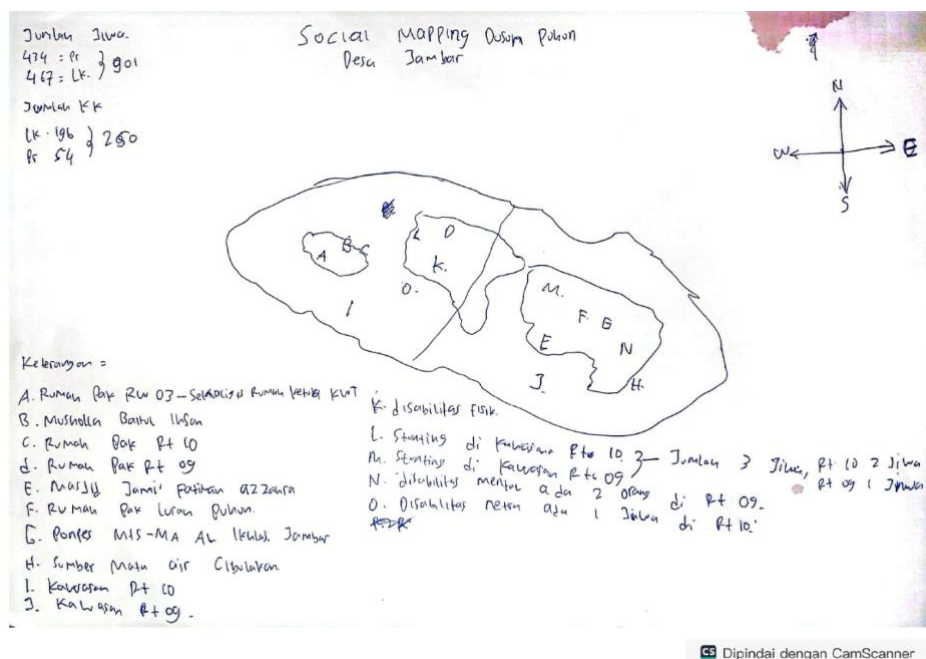 Social Mapping Dusun Puhun
Desa Jambar
Jumlah Jiwa.
434 : Pr } 901
467 : Lk.
Jumlah KK
Lk. 196 } 250
Pr 54
N
W E
S
A B C
L D
K.
O.
I
M.
F G
E N
J. H.
Keterangan =
A. Rumah Pak RW 03 – Sekaligus Rumah Ketua KWT
B. Musholla Baitul Ihsan
C. Rumah Pak Rt 10
d. Rumah Pak Rt 09
E. Masjid Jami' Fatimah azzahra
F. Rumah Pak Lurah Puhun.
G. Ponpes MTS-MA AL Ikhlas. Jambar
H. Sumber Mata air Cibulakan
I. Kawasan Rt 10
J. Kawasan Rt 09.
K. disabilitas fisik.
L. Stunting di Kawasan Rt 10. } Jumlah 3 Jiwa, Rt 10 2 Jiwa
M. Stunting di Kawasan Rt 09 Rt 09 1 Jiwa
N. disabilitas mental ada 2 orang di Rt 09.
O. Disabilitas netra ada 1 Jiwa di Rt 10.
CS Dipindai dengan CamScanner